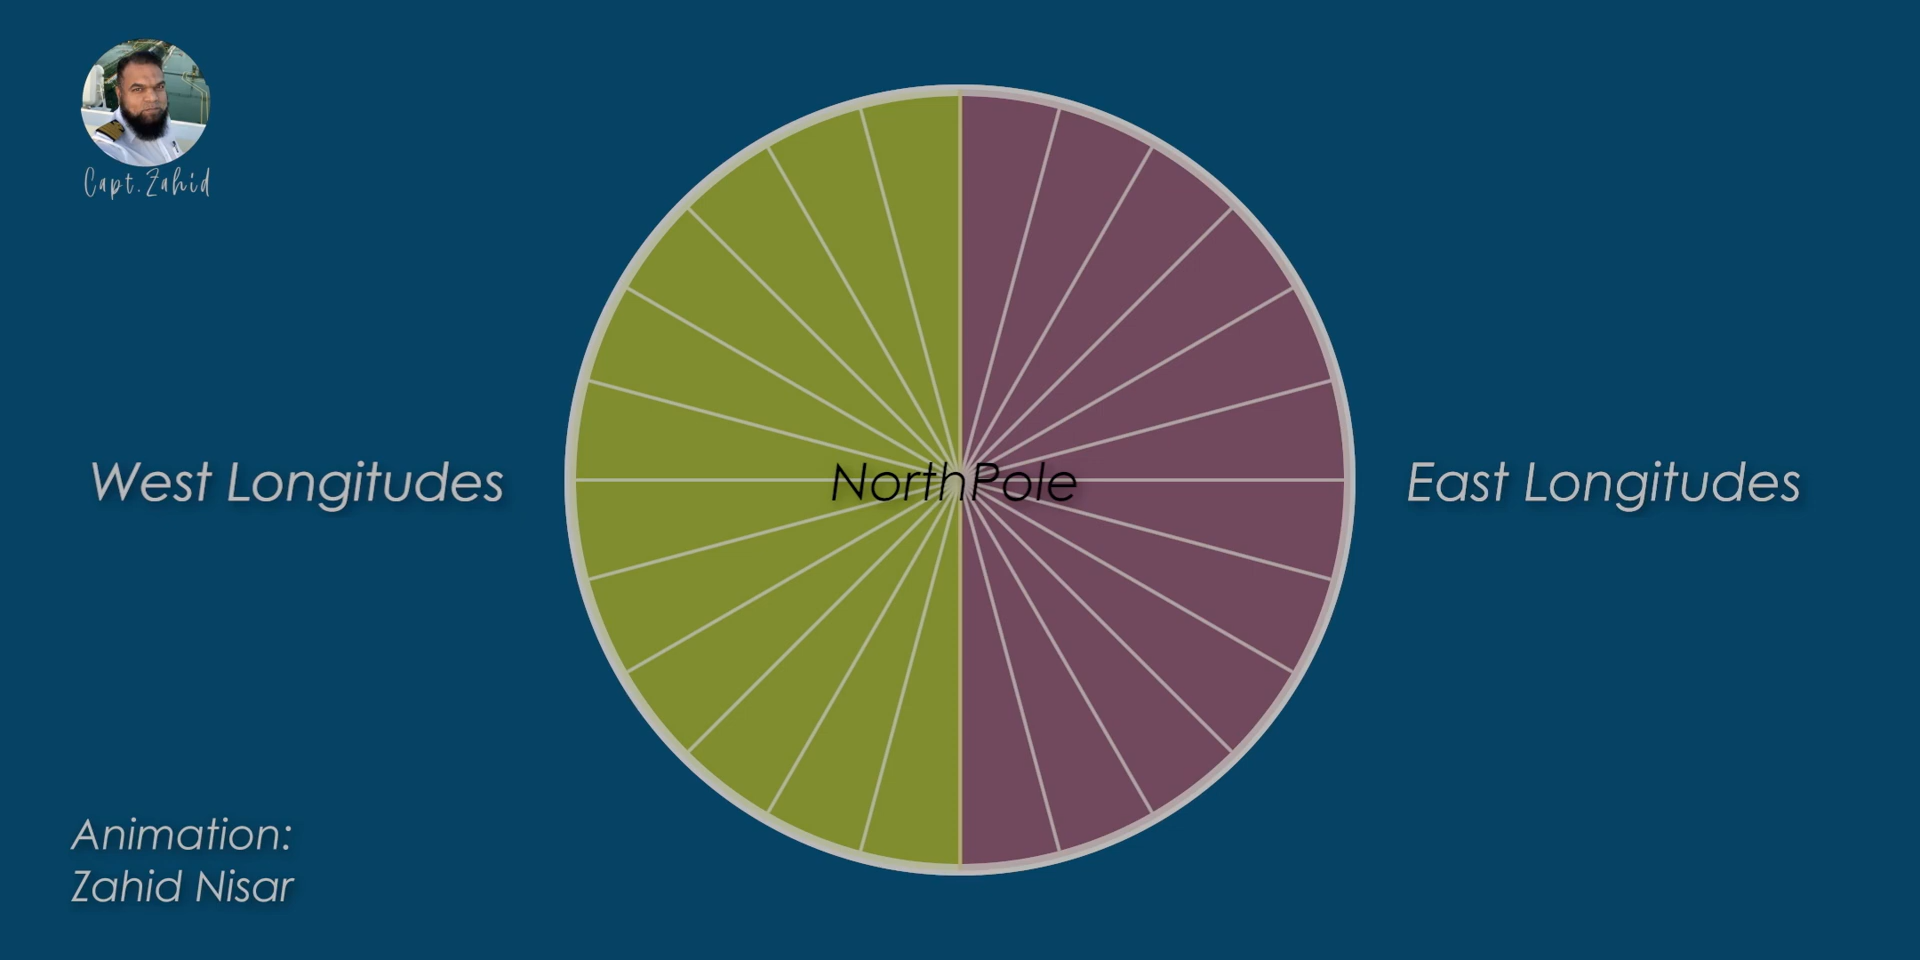 Capt.Zahid
West Longitudes
NorthPole
East Longitudes
Animation:
Zahid Nisar